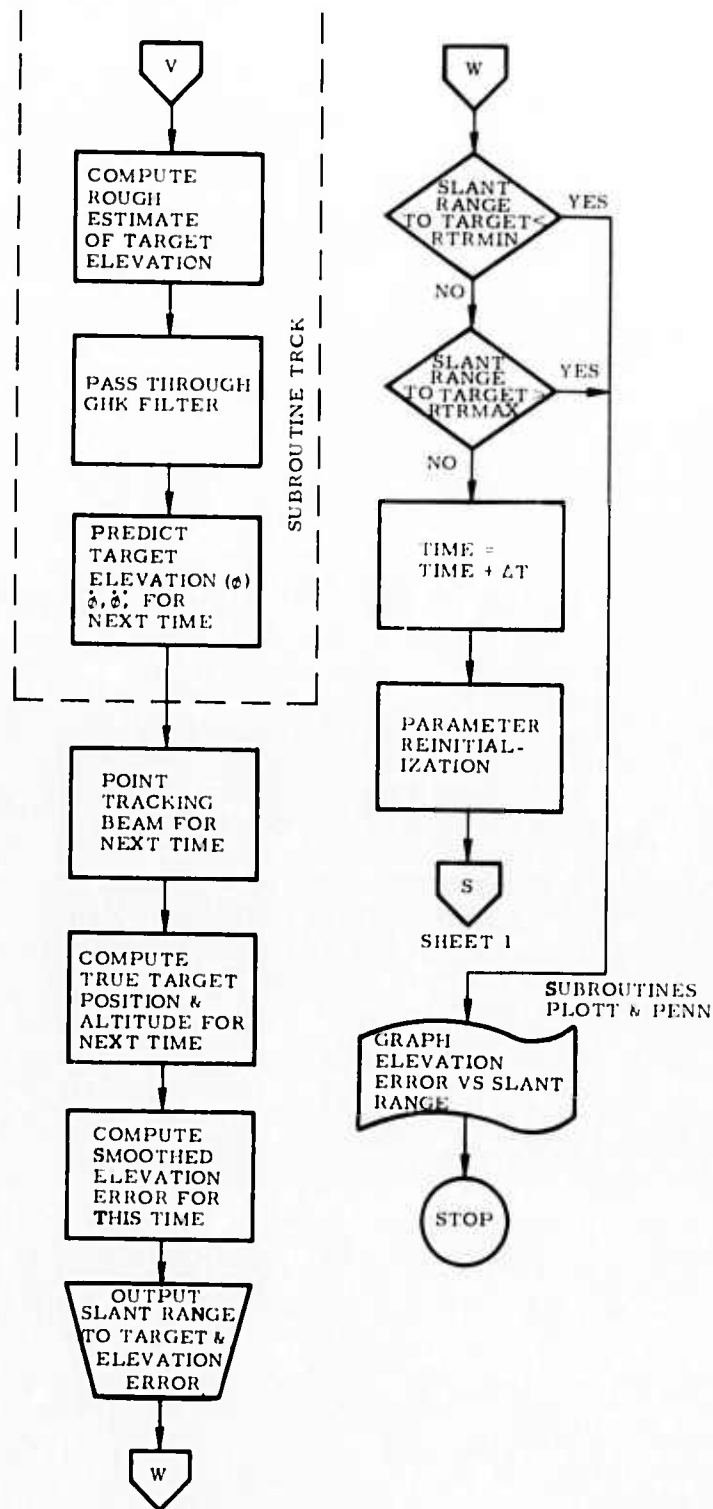 V
COMPUTE
ROUGH
ESTIMATE
OF TARGET
ELEVATION
PASS THROUGH
GHK FILTER
PREDICT
TARGET
ELEVATION (ϕ)
ϕ̇, ϕ̈, FOR
NEXT TIME
SUBROUTINE TRCK
POINT
TRACKING
BEAM FOR
NEXT TIME
COMPUTE
TRUE TARGET
POSITION &
ALTITUDE FOR
NEXT TIME
COMPUTE
SMOOTHED
ELEVATION
ERROR FOR
THIS TIME
OUTPUT
SLANT RANGE
TO TARGET &
ELEVATION
ERROR
W
W
SLANT
RANGE
TO TARGET<
RTRMIN
YES
NO
SLANT
RANGE
TO TARGET >
RTRMAX
YES
NO
TIME =
TIME + ΔT
PARAMETER
REINITIAL-
IZATION
S
SHEET 1
SUBROUTINES
PLOTT & PENN
GRAPH
ELEVATION
ERROR VS SLANT
RANGE
STOP